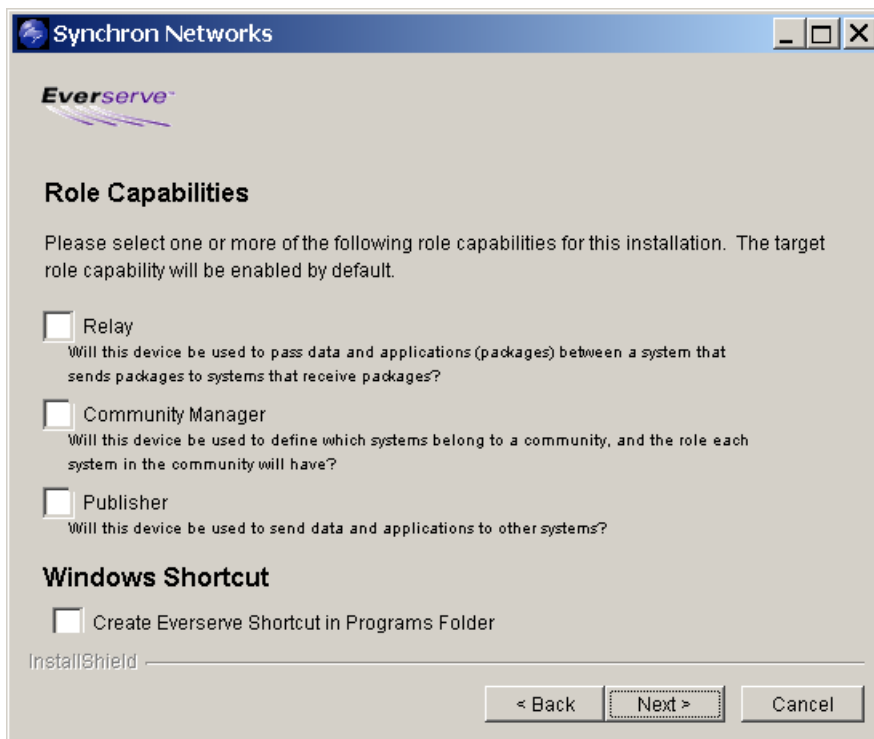 Synchron Networks
Everserve™
Role Capabilities
Please select one or more of the following role capabilities for this installation. The target
role capability will be enabled by default.
Relay
Will this device be used to pass data and applications (packages) between a system that
sends packages to systems that receive packages?
Community Manager
Will this device be used to define which systems belong to a community, and the role each
system in the community will have?
Publisher
Will this device be used to send data and applications to other systems?
Windows Shortcut
Create Everserve Shortcut in Programs Folder
InstallShield
< Back
Next >
Cancel